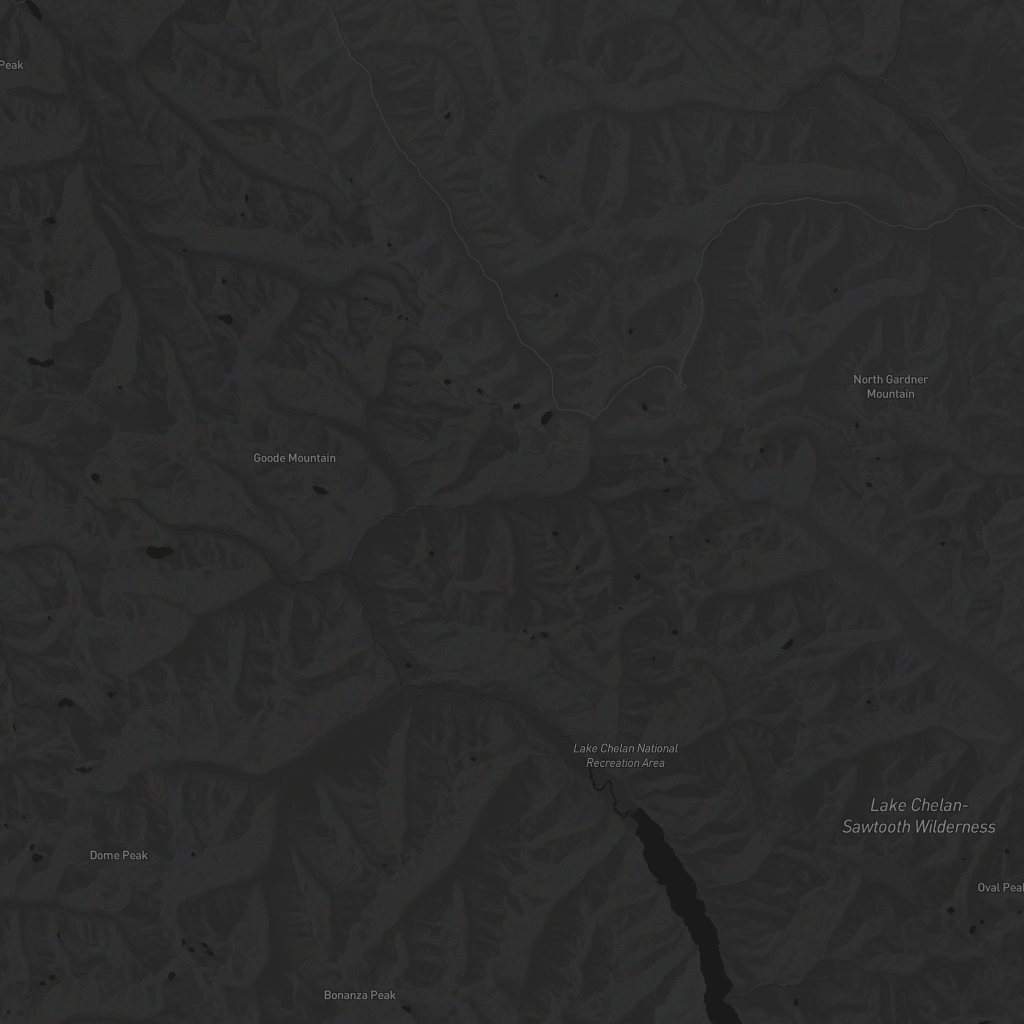 Peak
North Gardner
Mountain
Goode Mountain
Lake Chelan National
Recreation Area
Lake Chelan-
Sawtooth Wilderness
Dome Peak
Oval Peak
Bonanza Peak